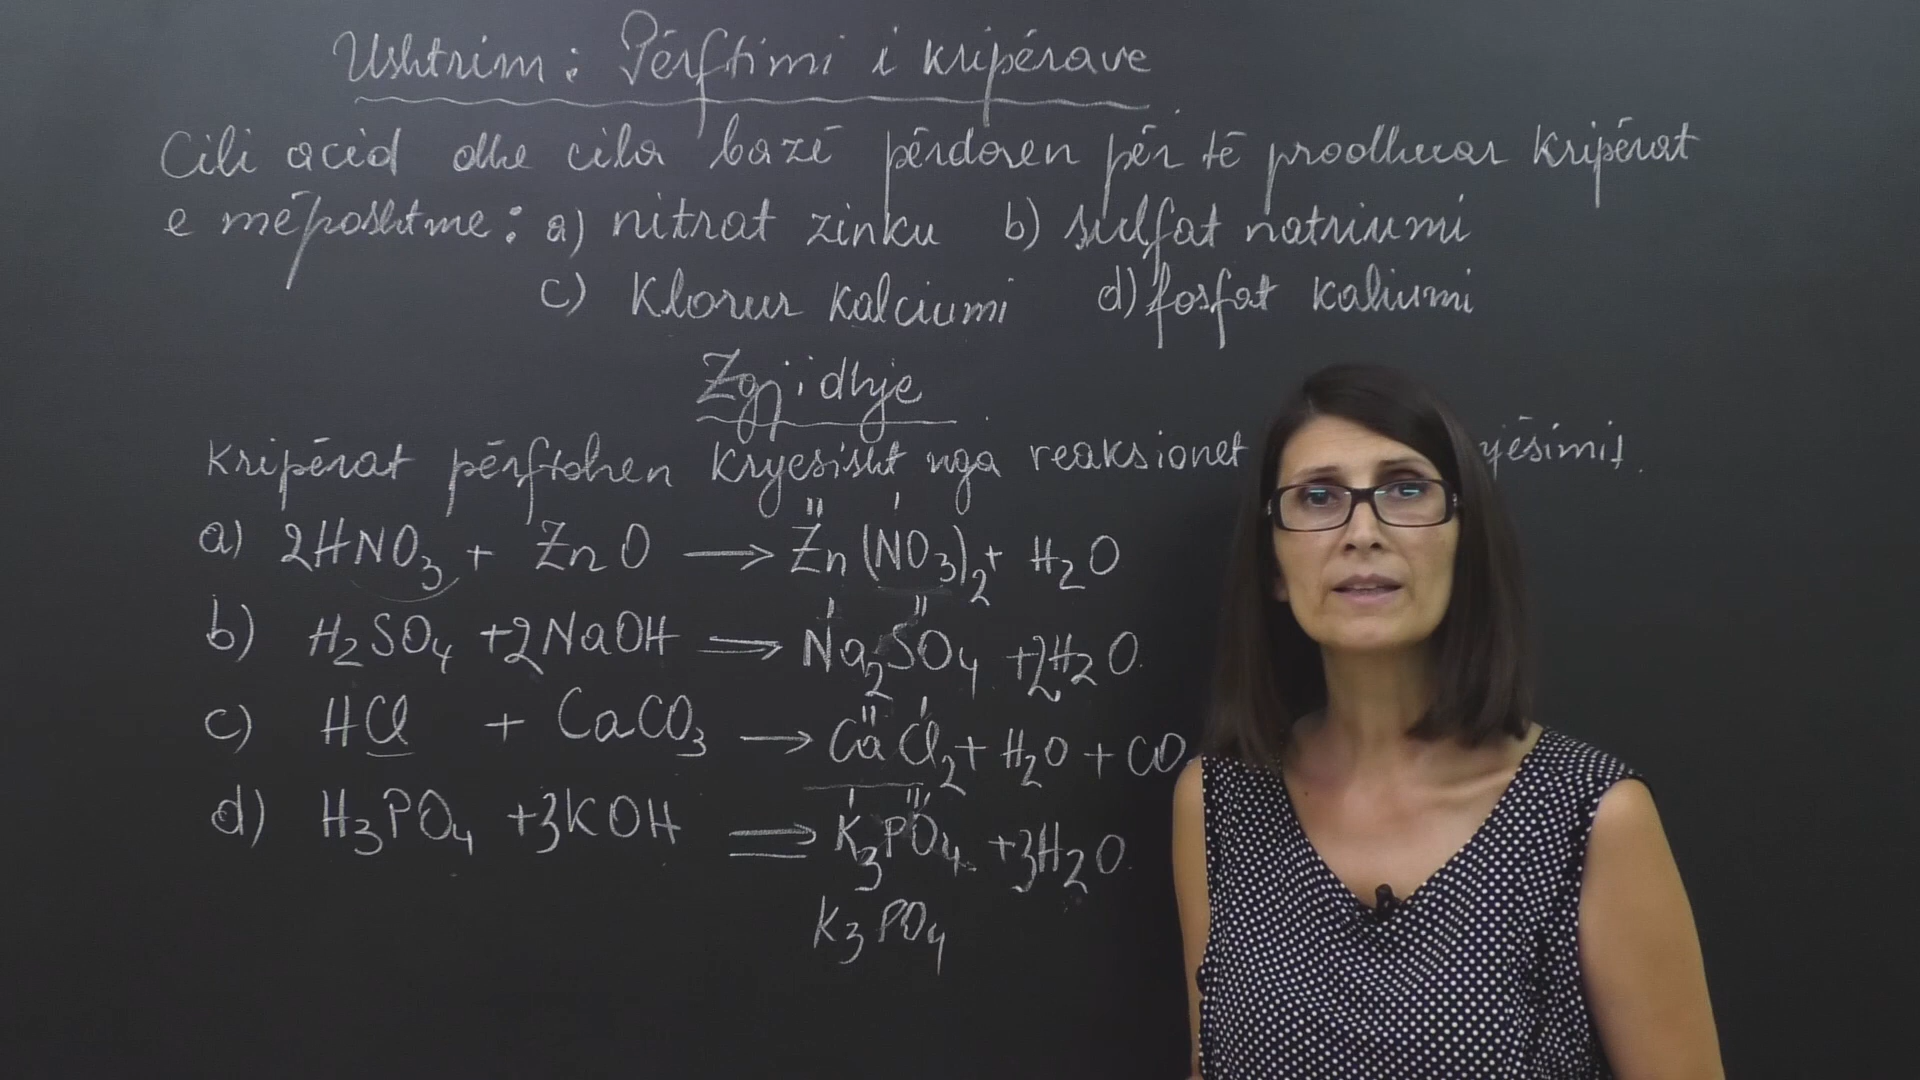 Ushtrim: Përftimi i kripërave
Cili acid dhe cila bazë përdoren për të prodhuar kripërat
e mëposhtme: a) nitrat zinku b) sulfat natriumi
c) Klorur kalciumi d) fosfat kaliumi
Zgjidhje
Kripërat përftohen kryesisht nga reaksionet
a) 2HNO₃ + ZnO → Zn(NO₃)₂ + H₂O
b) H₂SO₄ + 2NaOH → Na₂SO₄ + 2H₂O
c) HCl + CaCO₃ → CaCl₂ + H₂O + CO
d) H₃PO₄ + 3KOH → K₃PO₄ + 3H₂O
K₃PO₄